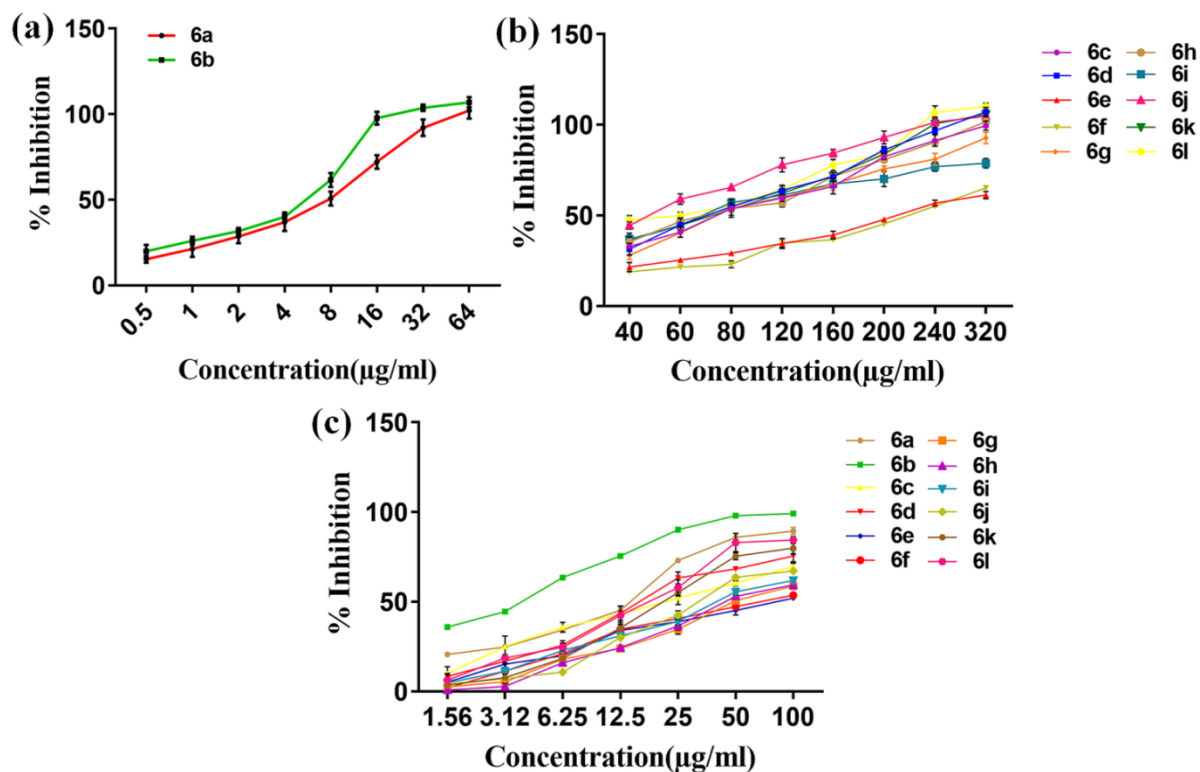 (a)
6a
6b
% Inhibition
150
100
50
0
0.5 1 2 4 8 16 32 64
Concentration(µg/ml)
(b)
% Inhibition
150
100
50
0
40 60 80 120 160 200 240 320
Concentration(µg/ml)
6c 6h
6d 6i
6e 6j
6f 6k
6g 6l
(c)
% Inhibition
150
100
50
0
1.56 3.12 6.25 12.5 25 50 100
Concentration(µg/ml)
6a 6g
6b 6h
6c 6i
6d 6j
6e 6k
6f 6l